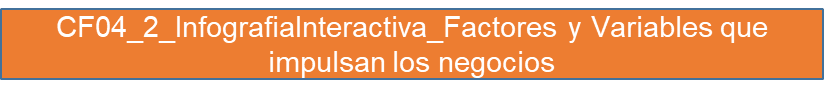 CF04_2_InfografiaInteractiva_Factores y Variables que
impulsan los negocios